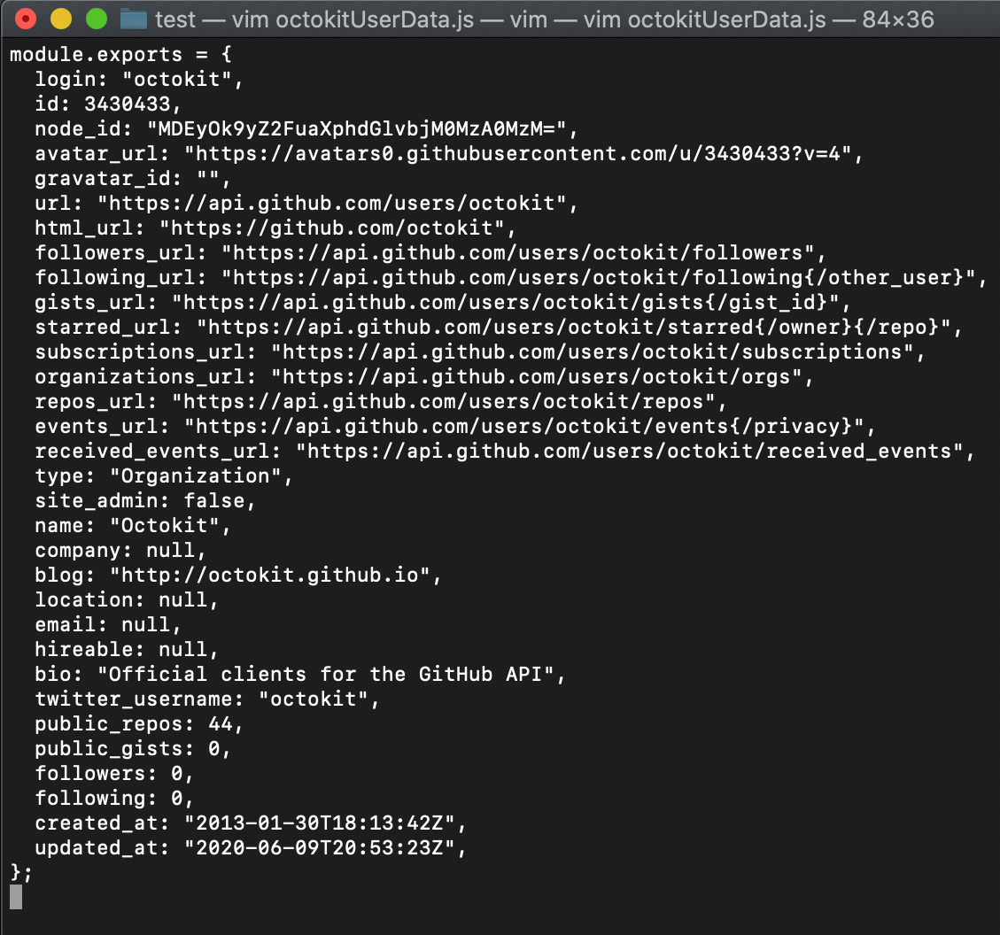 test — vim octokitUserData.js — vim — vim octokitUserData.js — 84×36
module.exports = {
  login: "octokit",
  id: 3430433,
  node_id: "MDEyOk9yZ2FuaXphdGlvbjM0MzA0MzM=",
  avatar_url: "https://avatars0.githubusercontent.com/u/3430433?v=4",
  gravatar_id: "",
  url: "https://api.github.com/users/octokit",
  html_url: "https://github.com/octokit",
  followers_url: "https://api.github.com/users/octokit/followers",
  following_url: "https://api.github.com/users/octokit/following{/other_user}",
  gists_url: "https://api.github.com/users/octokit/gists{/gist_id}",
  starred_url: "https://api.github.com/users/octokit/starred{/owner}{/repo}",
  subscriptions_url: "https://api.github.com/users/octokit/subscriptions",
  organizations_url: "https://api.github.com/users/octokit/orgs",
  repos_url: "https://api.github.com/users/octokit/repos",
  events_url: "https://api.github.com/users/octokit/events{/privacy}",
  received_events_url: "https://api.github.com/users/octokit/received_events",
  type: "Organization",
  site_admin: false,
  name: "Octokit",
  company: null,
  blog: "http://octokit.github.io",
  location: null,
  email: null,
  hireable: null,
  bio: "Official clients for the GitHub API",
  twitter_username: "octokit",
  public_repos: 44,
  public_gists: 0,
  followers: 0,
  following: 0,
  created_at: "2013-01-30T18:13:42Z",
  updated_at: "2020-06-09T20:53:23Z",
};